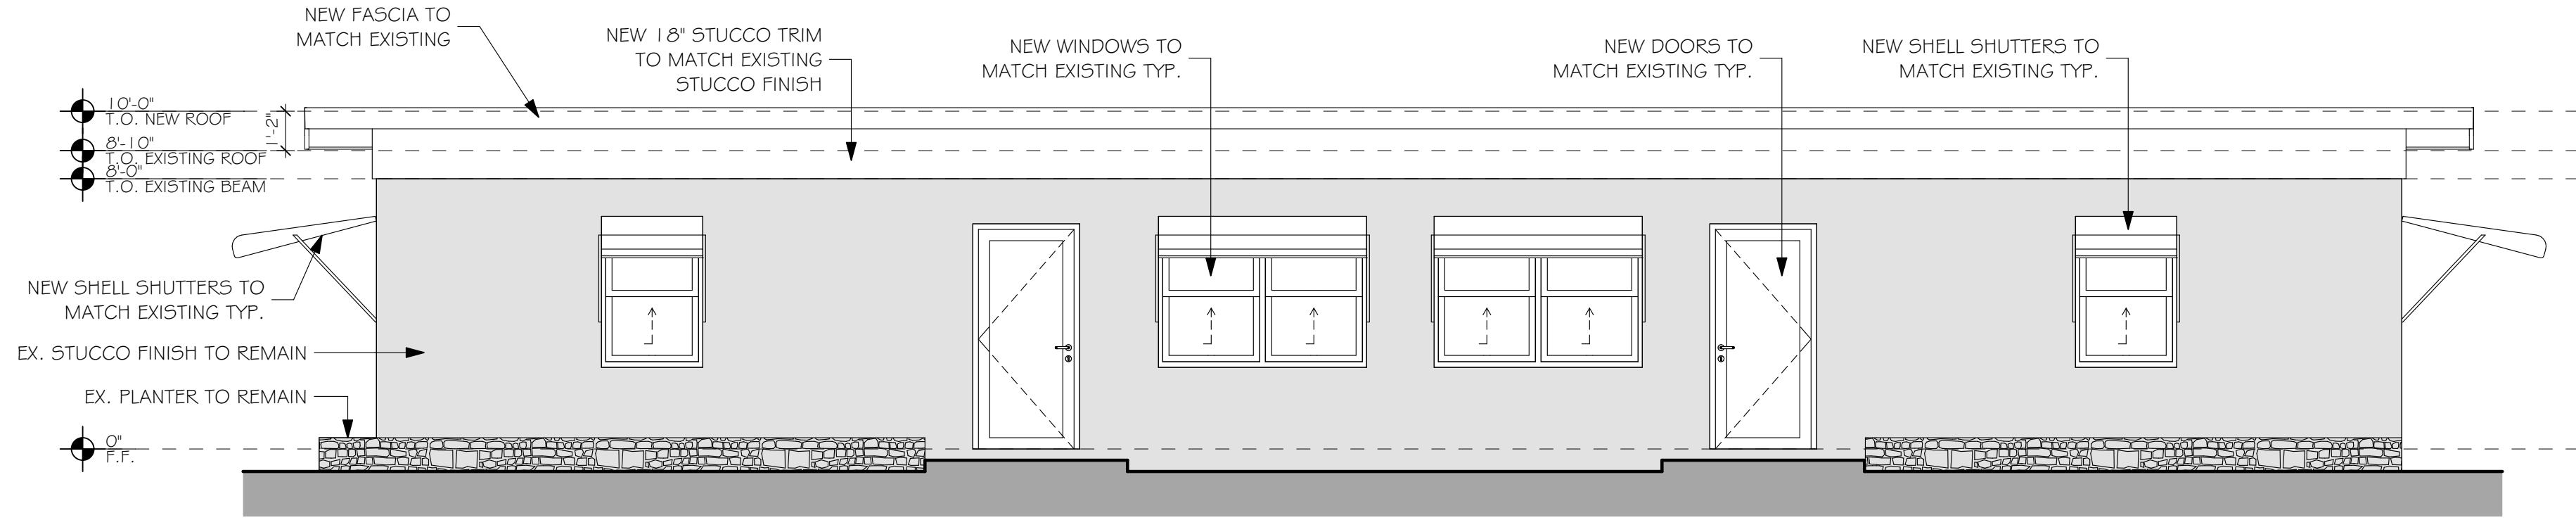 NEW FASCIA TO
MATCH EXISTING
NEW 18" STUCCO TRIM
TO MATCH EXISTING
STUCCO FINISH
NEW WINDOWS TO
MATCH EXISTING TYP.
NEW DOORS TO
MATCH EXISTING TYP.
NEW SHELL SHUTTERS TO
MATCH EXISTING TYP.
10'-0"
T.O. NEW ROOF
1'-2"
8'-10"
T.O. EXISTING ROOF
8'-0"
T.O. EXISTING BEAM
NEW SHELL SHUTTERS TO
MATCH EXISTING TYP.
EX. STUCCO FINISH TO REMAIN
EX. PLANTER TO REMAIN
0"
F.F.